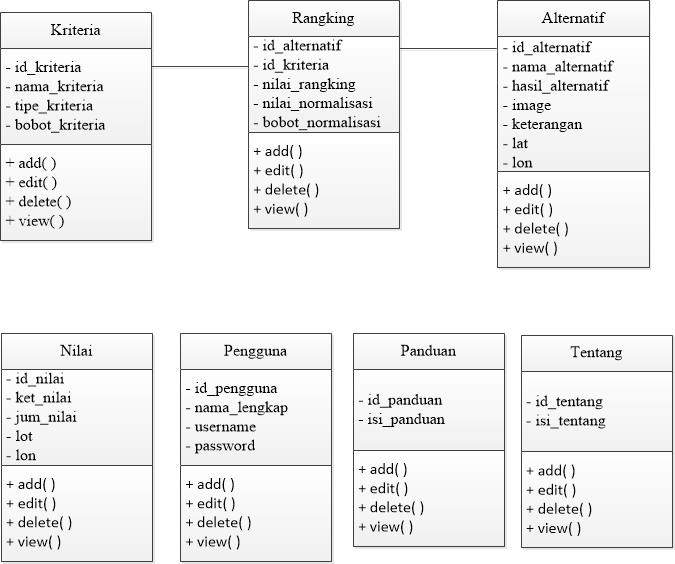 Kriteria
- id_kriteria
- nama_kriteria
- tipe_kriteria
- bobot_kriteria
+ add( )
+ edit( )
+ delete( )
+ view( )
Rangking
- id_alternatif
- id_kriteria
- nilai_rangking
- nilai_normalisasi
- bobot_normalisasi
+ add( )
+ edit( )
+ delete( )
+ view( )
Alternatif
- id_alternatif
- nama_alternatif
- hasil_alternatif
- image
- keterangan
- lat
- lon
+ add( )
+ edit( )
+ delete( )
+ view( )
Nilai
- id_nilai
- ket_nilai
- jum_nilai
- lot
- lon
+ add( )
+ edit( )
+ delete( )
+ view( )
Pengguna
- id_pengguna
- nama_lengkap
- username
- password
+ add( )
+ edit( )
+ delete( )
+ view( )
Panduan
- id_panduan
- isi_panduan
+ add( )
+ edit( )
+ delete( )
+ view( )
Tentang
- id_tentang
- isi_tentang
+ add( )
+ edit( )
+ delete( )
+ view( )